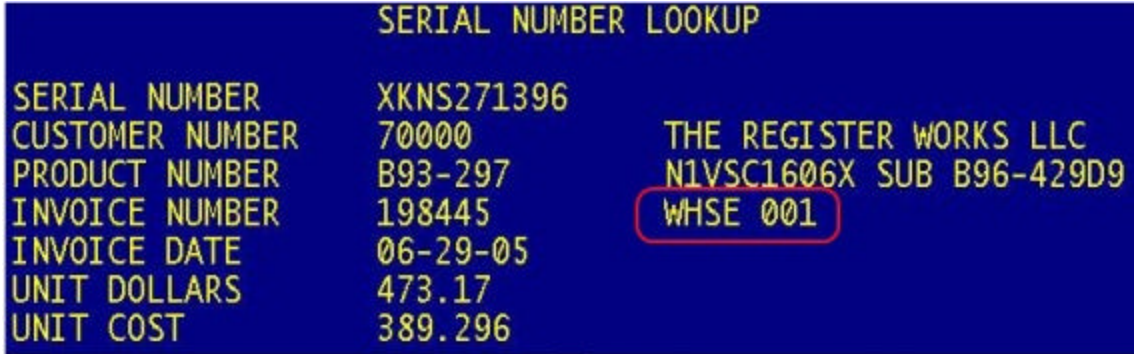 SERIAL NUMBER LOOKUP
SERIAL NUMBER XKNS271396
CUSTOMER NUMBER 70000 THE REGISTER WORKS LLC
PRODUCT NUMBER B93-297 N1VSC1606X SUB B96-429D9
INVOICE NUMBER 198445 WHSE 001
INVOICE DATE 06-29-05
UNIT DOLLARS 473.17
UNIT COST 389.296